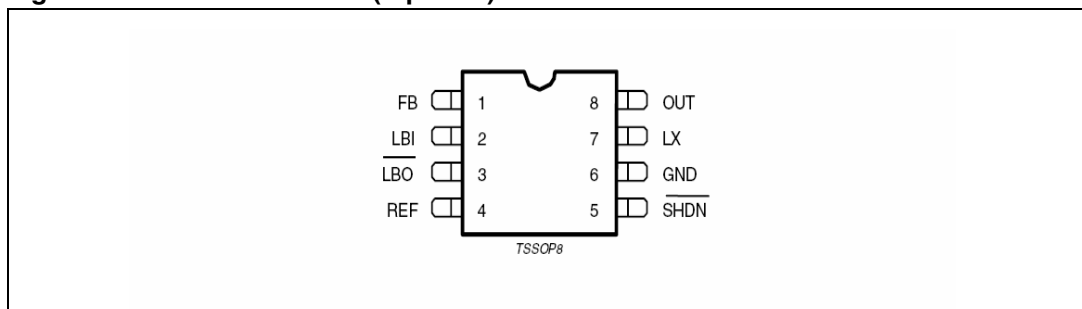 FB 1 8 OUT
LBI 2 7 LX
LBO 3 6 GND
REF 4 5 SHDN
TSSOP8